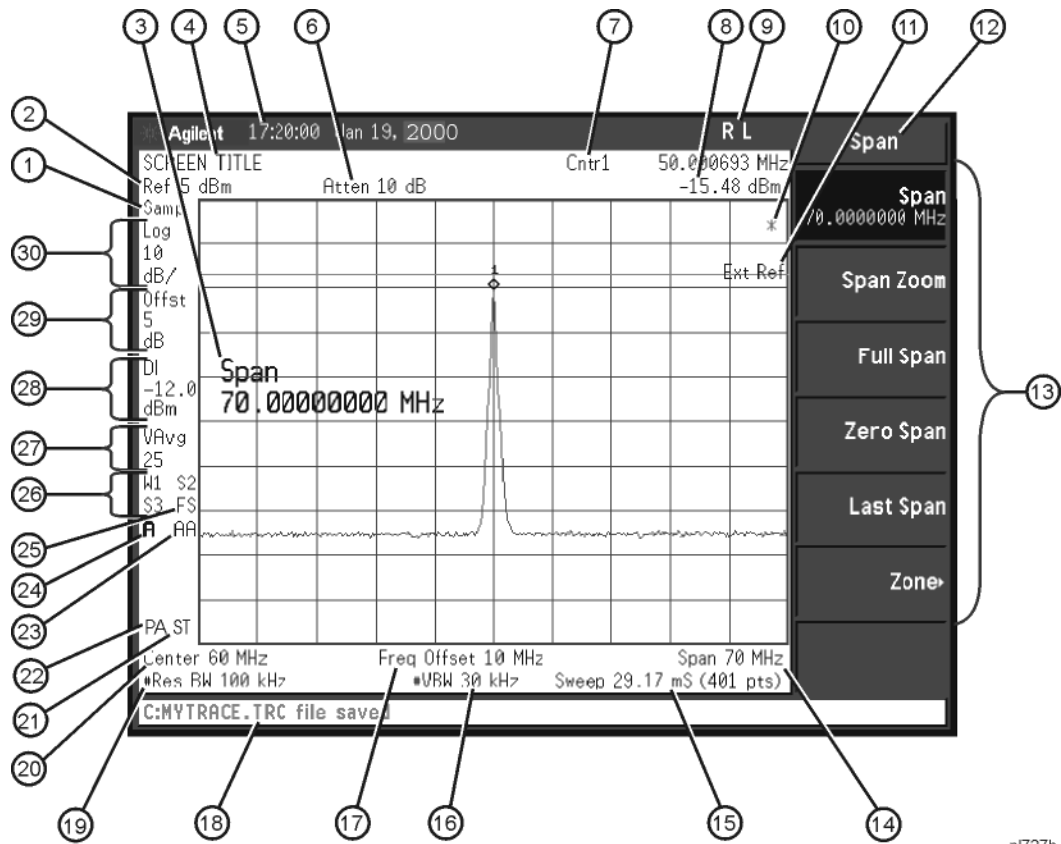 3 4 5 6 7 8 9 10 11 12
2
Agilent 17:20:00 Jan 19, 2000 R L Span
1
SCREEN TITLE Cntr1 50.000693 MHz
Ref 5 dBm Atten 10 dB -15.48 dBm
Samp
Span
70.0000000 MHz
30
Log
10
dB/
*
1
Ext Ref
Span Zoom
29
Offst
5
dB
Full Span
28
DI
-12.0
dBm
Span
70.00000000 MHz
13
27
VAvg
25
Zero Span
26
W1 S2
S3 FS
Last Span
25
A AA
24
Zone
23
22
PA ST
21
Center 60 MHz Freq Offset 10 MHz Span 70 MHz
#Res BW 100 kHz #VBW 30 kHz Sweep 29.17 mS (401 pts)
C:MYTRACE.TRC file saved
20
19 18 17 16 15 14